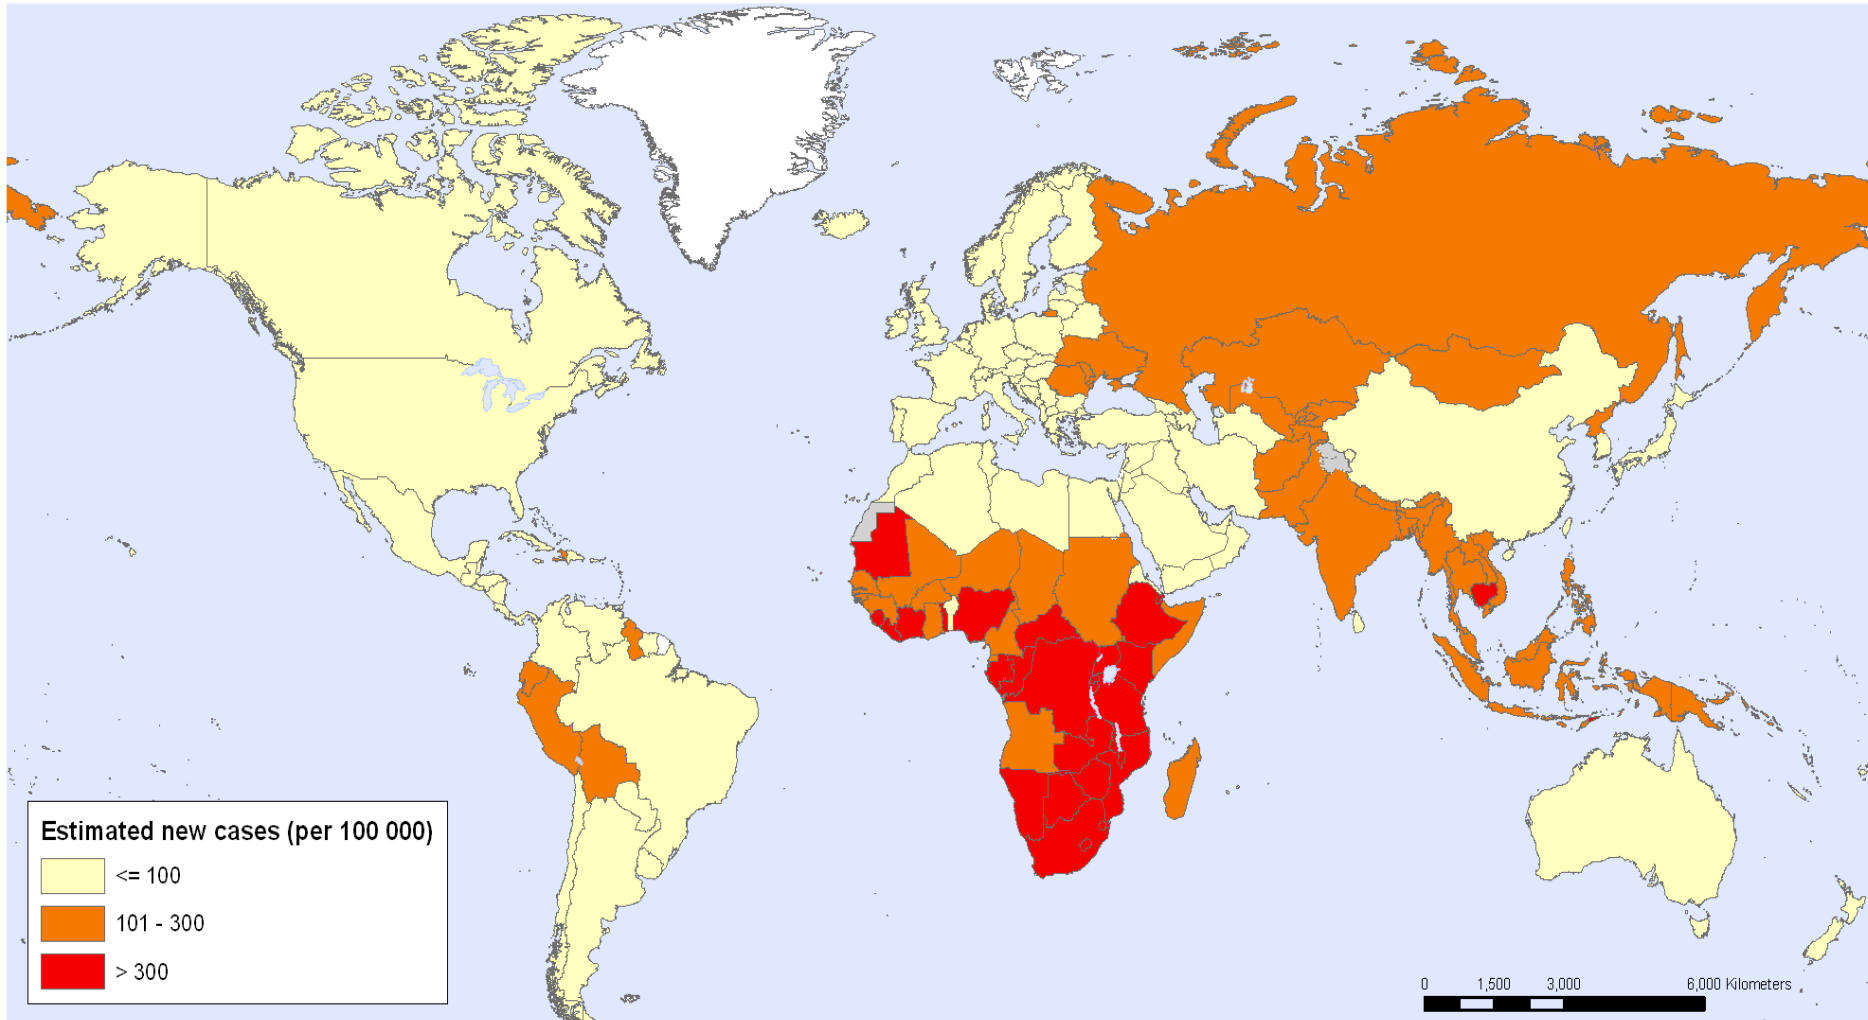 Estimated new cases (per 100 000)
<= 100
101 - 300
> 300
0 1,500 3,000 6,000 Kilometers